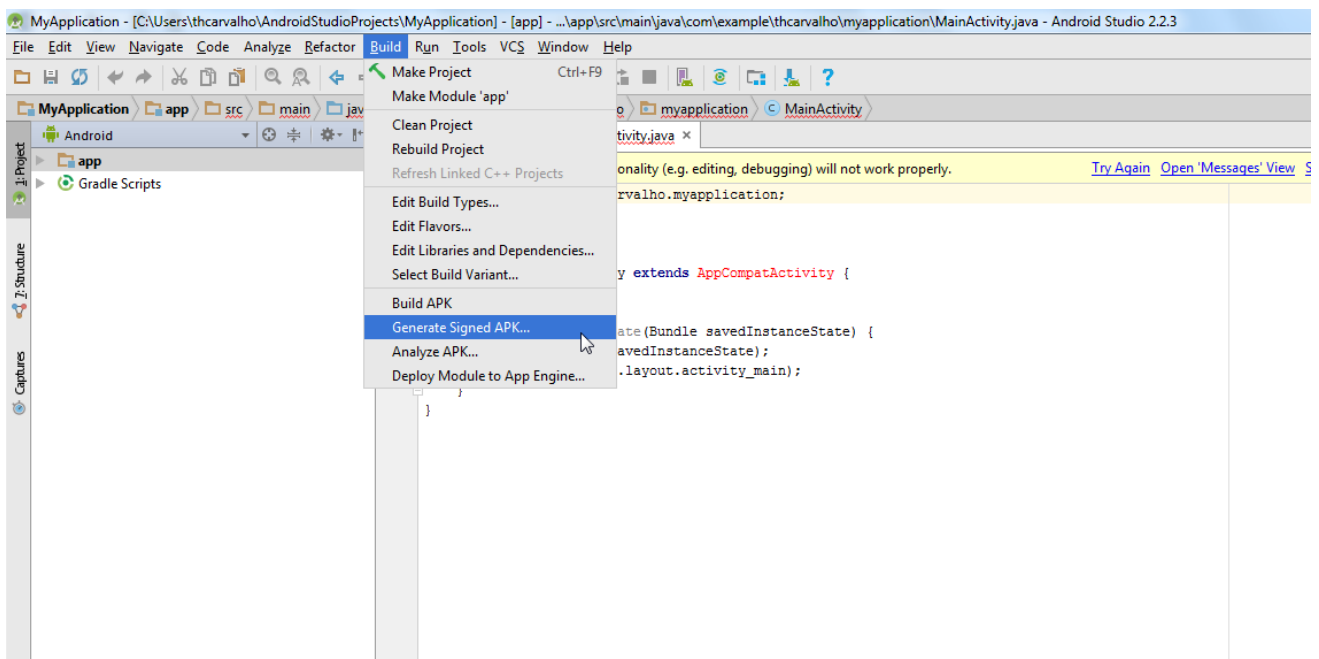 MyApplication - [C:\Users\thcarvalho\AndroidStudioProjects\MyApplication] - [app] - ...\app\src\main\java\com\example\thcarvalho\myapplication\MainActivity.java - Android Studio 2.2.3
File Edit View Navigate Code Analyze Refactor Build Run Tools VCS Window Help
Make Project Ctrl+F9
Make Module 'app'
Clean Project
Rebuild Project
Refresh Linked C++ Projects
Edit Build Types...
Edit Flavors...
Edit Libraries and Dependencies...
Select Build Variant...
Build APK
Generate Signed APK...
Analyze APK...
Deploy Module to App Engine...
MyApplication app src main jav o myapplication MainActivity
Android
tivity.java
1: Project
app
Gradle Scripts
7: Structure
Captures
onality (e.g. editing, debugging) will not work properly. Try Again Open 'Messages' View S
rvalho.myapplication;
y extends AppCompatActivity {
ate(Bundle savedInstanceState) {
avedInstanceState);
.layout.activity_main);
}
}